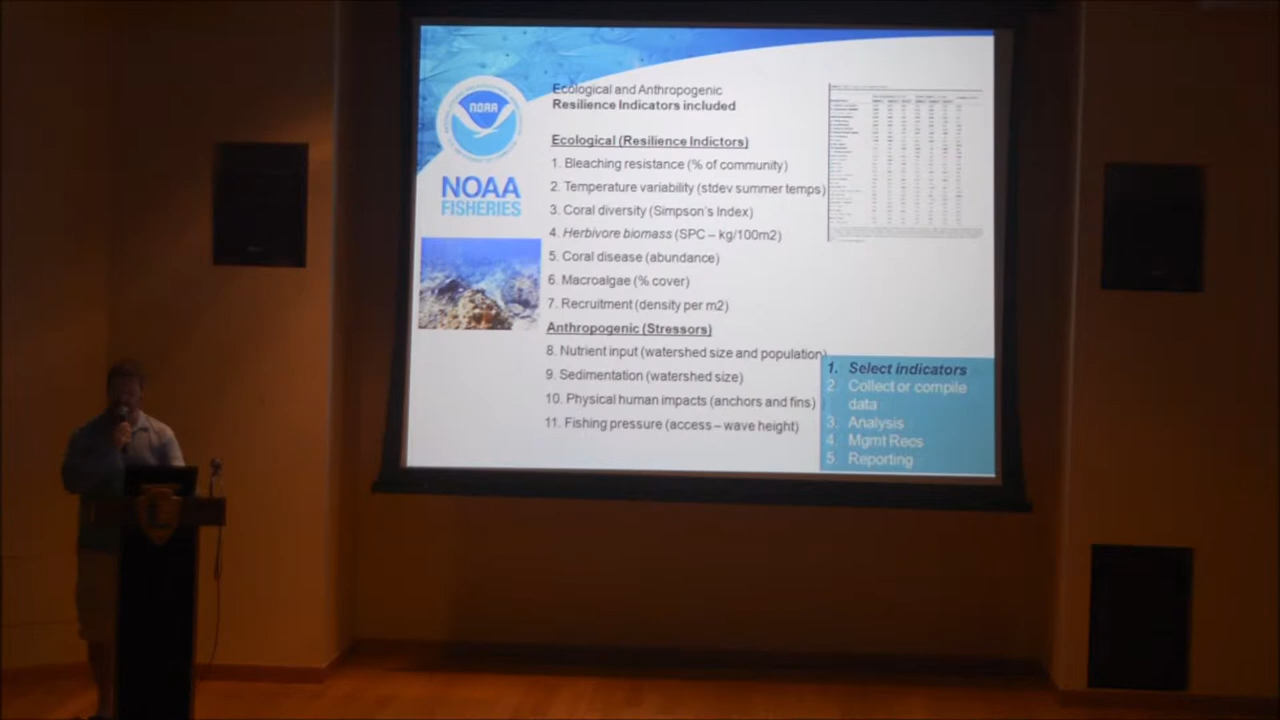 Ecological and Anthropogenic
Resilience Indicators included
NOAA
NOAA
FISHERIES
Ecological (Resilience Indictors)
1. Bleaching resistance (% of community)
2. Temperature variability (stdev summer temps)
3. Coral diversity (Simpson's Index)
4. Herbivore biomass (SPC – kg/100m2)
5. Coral disease (abundance)
6. Macroalgae (% cover)
7. Recruitment (density per m2)
Anthropogenic (Stressors)
8. Nutrient input (watershed size and population)
9. Sedimentation (watershed size)
10. Physical human impacts (anchors and fins)
11. Fishing pressure (access – wave height)
1. Select indicators
2. Collect or compile
data
3. Analysis
4. Mgmt Recs
5. Reporting